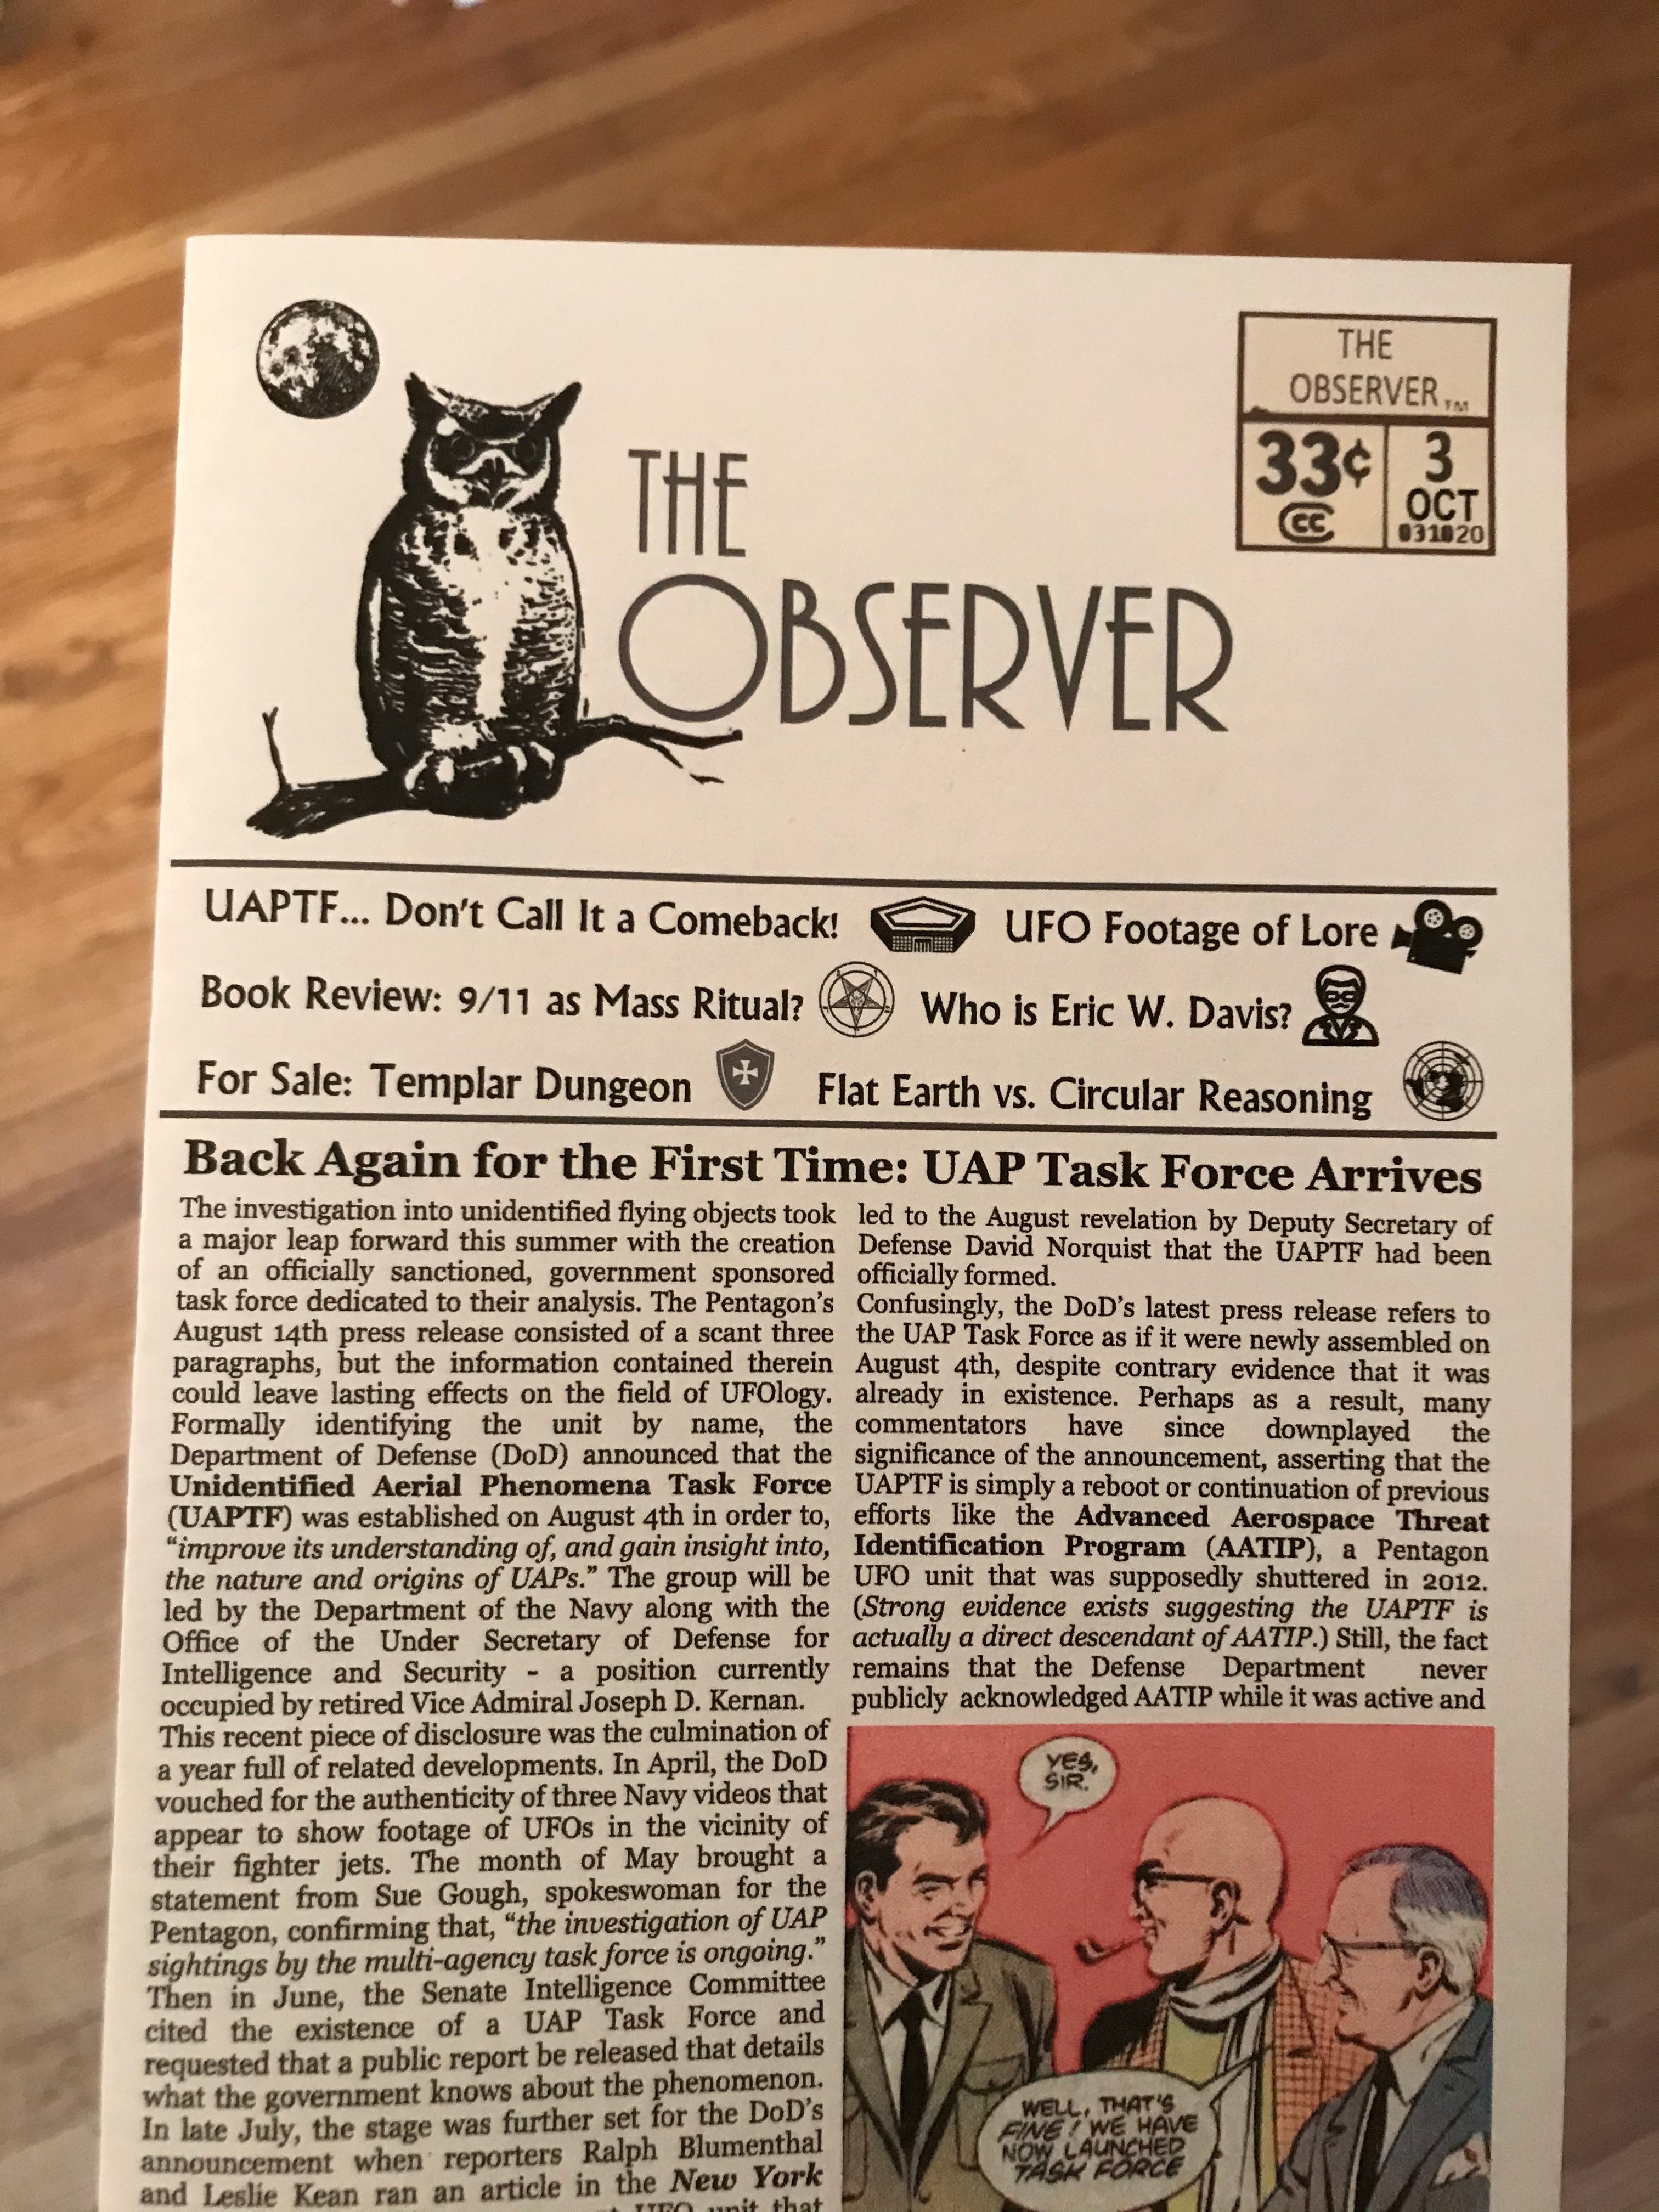 THE
OBSERVER™
33¢
CC
3
OCT
031020
THE
OBSERVER
UAPTF... Don't Call It a Comeback!
UFO Footage of Lore
Book Review: 9/11 as Mass Ritual?
Who is Eric W. Davis?
For Sale: Templar Dungeon
Flat Earth vs. Circular Reasoning
Back Again for the First Time: UAP Task Force Arrives
The investigation into unidentified flying objects took
a major leap forward this summer with the creation
of an officially sanctioned, government sponsored
task force dedicated to their analysis. The Pentagon's
August 14th press release consisted of a scant three
paragraphs, but the information contained therein
could leave lasting effects on the field of UFOlogy.
Formally identifying the unit by name, the
Department of Defense (DoD) announced that the
Unidentified Aerial Phenomena Task Force
(UAPTF) was established on August 4th in order to,
“improve its understanding of, and gain insight into,
the nature and origins of UAPs.” The group will be
led by the Department of the Navy along with the
Office of the Under Secretary of Defense for
Intelligence and Security - a position currently
occupied by retired Vice Admiral Joseph D. Kernan.
This recent piece of disclosure was the culmination of
a year full of related developments. In April, the DoD
vouched for the authenticity of three Navy videos that
appear to show footage of UFOs in the vicinity of
their fighter jets. The month of May brought a
statement from Sue Gough, spokeswoman for the
Pentagon, confirming that, “the investigation of UAP
sightings by the multi-agency task force is ongoing.”
Then in June, the Senate Intelligence Committee
cited the existence of a UAP Task Force and
requested that a public report be released that details
what the government knows about the phenomenon.
In late July, the stage was further set for the DoD's
announcement when reporters Ralph Blumenthal
and Leslie Kean ran an article in the New York
UFO unit that
led to the August revelation by Deputy Secretary of
Defense David Norquist that the UAPTF had been
officially formed.
Confusingly, the DoD's latest press release refers to
the UAP Task Force as if it were newly assembled on
August 4th, despite contrary evidence that it was
already in existence. Perhaps as a result, many
commentators have since downplayed the
significance of the announcement, asserting that the
UAPTF is simply a reboot or continuation of previous
efforts like the Advanced Aerospace Threat
Identification Program (AATIP), a Pentagon
UFO unit that was supposedly shuttered in 2012.
(Strong evidence exists suggesting the UAPTF is
actually a direct descendant of AATIP.) Still, the fact
remains that the Defense Department never
publicly acknowledged AATIP while it was active and
YES,
SIR.
WELL, THAT'S
FINE! WE HAVE
NOW LAUNCHED
TASK FORCE